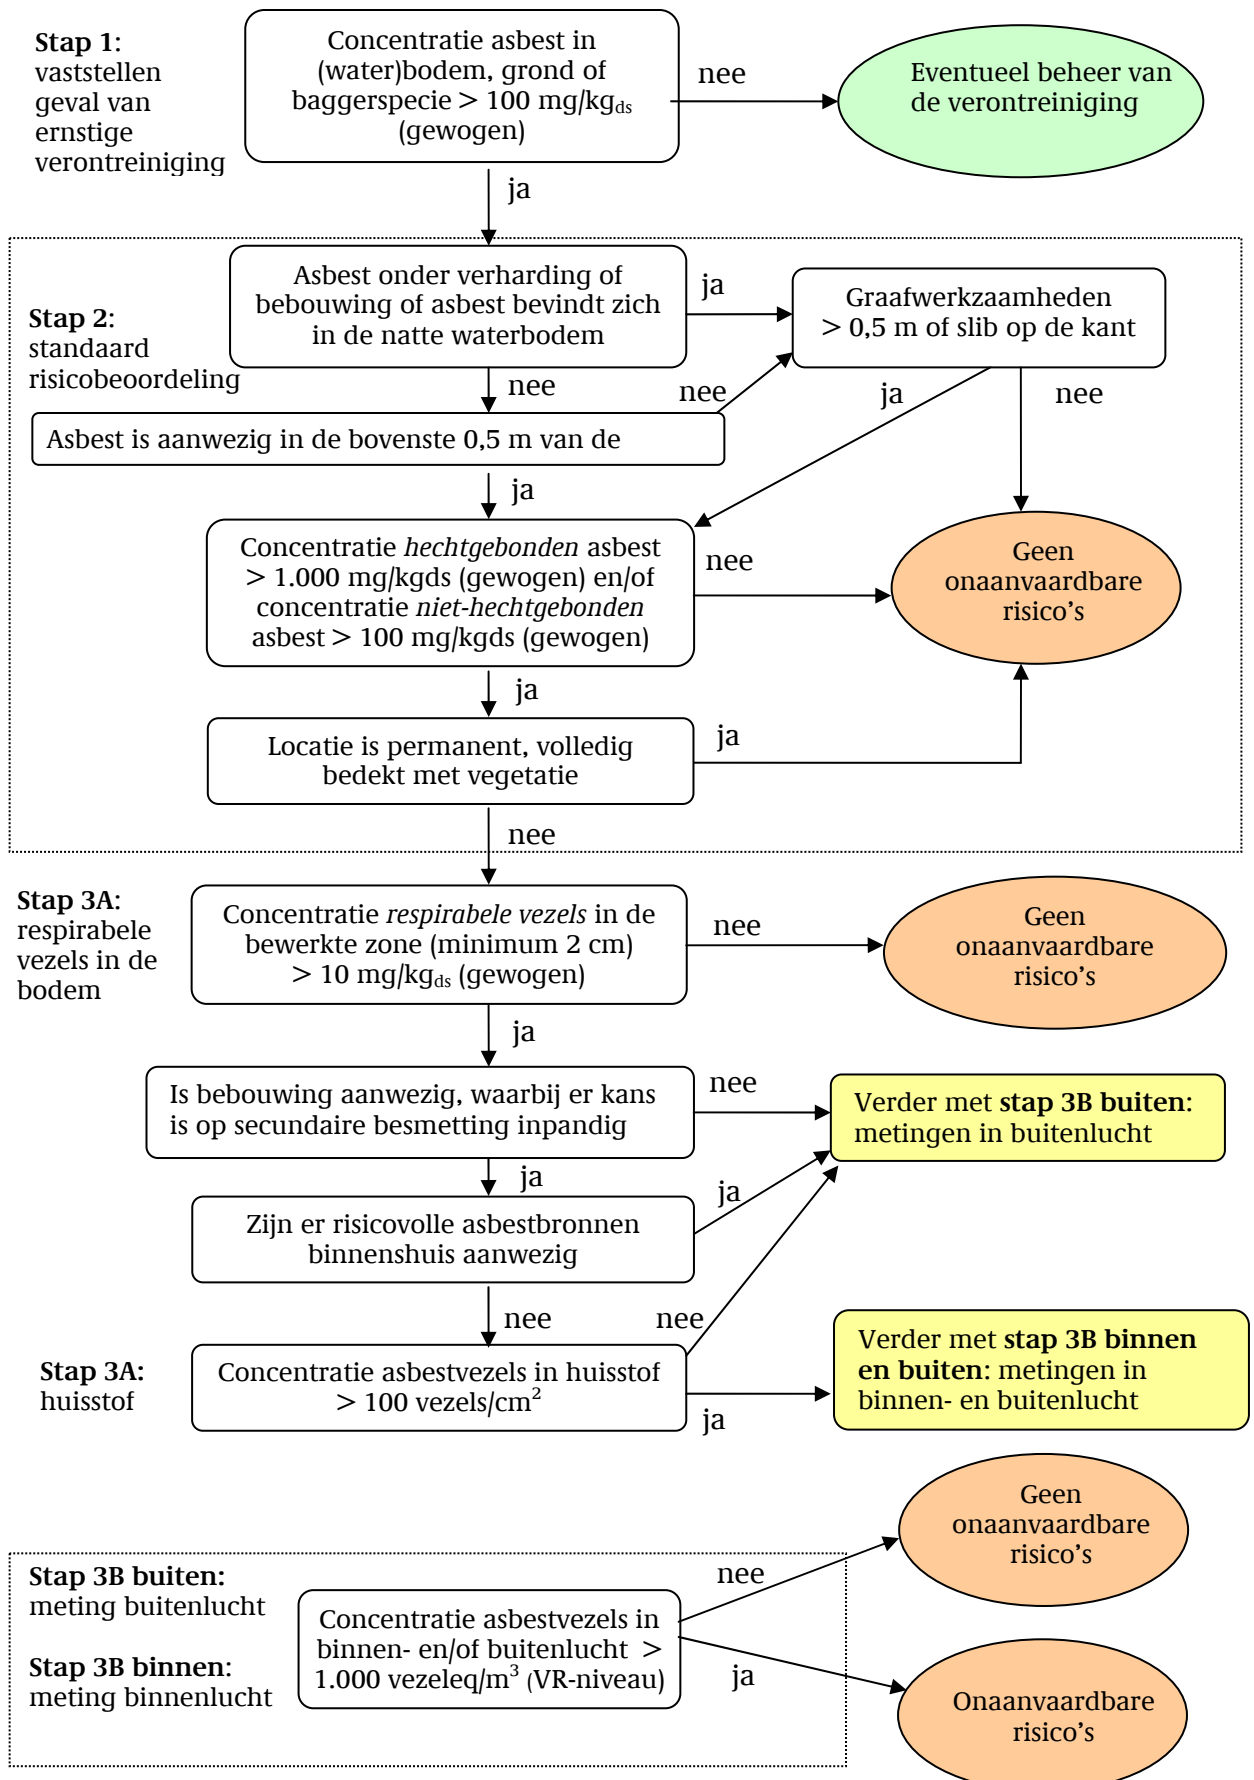 Stap 1:
vaststellen
geval van
ernstige
verontreiniging
Concentratie asbest in
(water)bodem, grond of
baggerspecie > 100 mg/kgds
(gewogen)
nee
Eventueel beheer van
de verontreiniging
ja
Stap 2:
standaard
risicobeoordeling
Asbest onder verharding of
bebouwing of asbest bevindt zich
in de natte waterbodem
ja
Graafwerkzaamheden
> 0,5 m of slib op de kant
nee
nee
ja
nee
Asbest is aanwezig in de bovenste 0,5 m van de
ja
Concentratie hechtgebonden asbest
> 1.000 mg/kgds (gewogen) en/of
concentratie niet-hechtgebonden
asbest > 100 mg/kgds (gewogen)
nee
Geen
onaanvaardbare
risico's
ja
Locatie is permanent, volledig
bedekt met vegetatie
ja
nee
Stap 3A:
respirabele
vezels in de
bodem
Concentratie respirabele vezels in de
bewerkte zone (minimum 2 cm)
> 10 mg/kgds (gewogen)
nee
Geen
onaanvaardbare
risico's
ja
Is bebouwing aanwezig, waarbij er kans
is op secundaire besmetting inpandig
nee
Verder met stap 3B buiten:
metingen in buitenlucht
ja
Zijn er risicovolle asbestbronnen
binnenshuis aanwezig
ja
nee
nee
Stap 3A:
huisstof
Concentratie asbestvezels in huisstof
> 100 vezels/cm²
ja
Verder met stap 3B binnen
en buiten: metingen in
binnen- en buitenlucht
Stap 3B buiten:
meting buitenlucht
Stap 3B binnen:
meting binnenlucht
Concentratie asbestvezels in
binnen- en/of buitenlucht >
1.000 vezeleq/m³ (VR-niveau)
nee
Geen
onaanvaardbare
risico's
ja
Onaanvaardbare
risico's